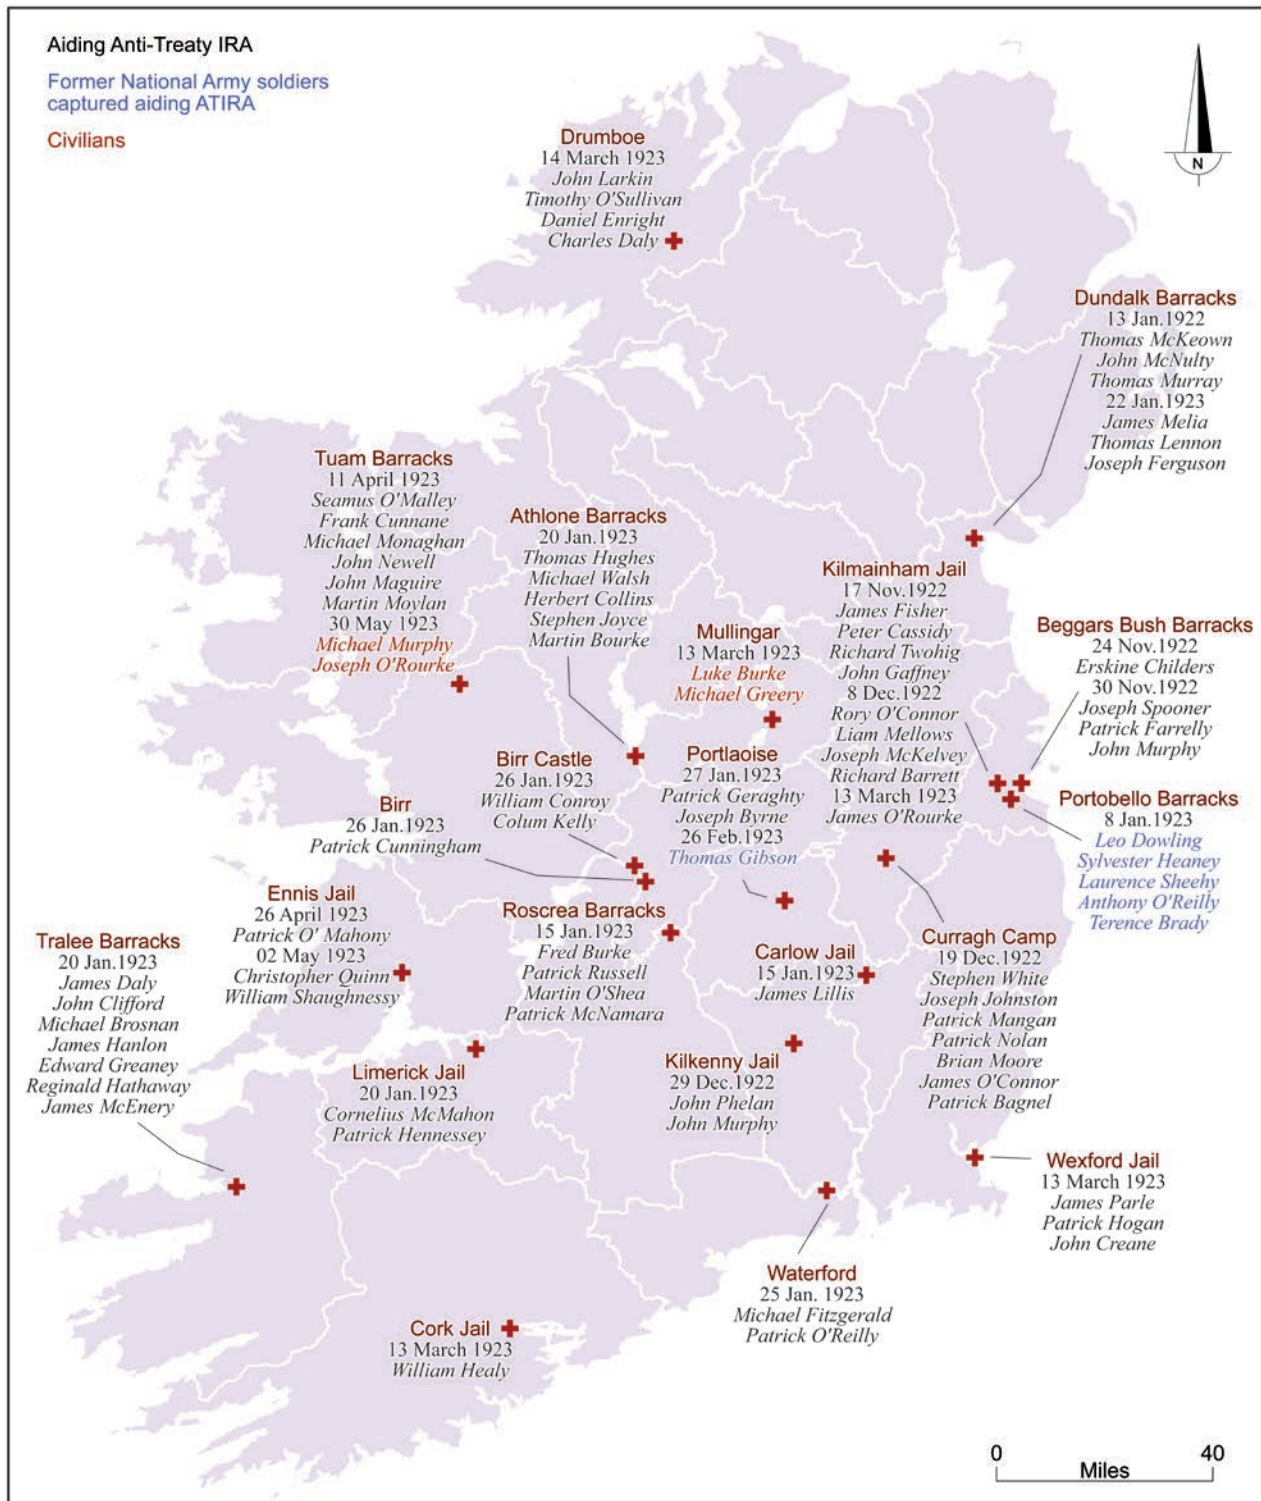 Aiding Anti-Treaty IRA
Former National Army soldiers
captured aiding ATIRA
Civilians
N
Drumboe
14 March 1923
John Larkin
Timothy O'Sullivan
Daniel Enright
Charles Daly
Dundalk Barracks
13 Jan.1922
Thomas McKeown
John McNulty
Thomas Murray
22 Jan.1923
James Melia
Thomas Lennon
Joseph Ferguson
Tuam Barracks
11 April 1923
Seamus O'Malley
Frank Cunnane
Michael Monaghan
John Newell
John Maguire
Martin Moylan
30 May 1923
Michael Murphy
Joseph O'Rourke
Athlone Barracks
20 Jan.1923
Thomas Hughes
Michael Walsh
Herbert Collins
Stephen Joyce
Martin Bourke
Mullingar
13 March 1923
Luke Burke
Michael Greery
Kilmainham Jail
17 Nov.1922
James Fisher
Peter Cassidy
Richard Twohig
John Gaffney
8 Dec.1922
Rory O'Connor
Liam Mellows
Joseph McKelvey
Richard Barrett
13 March 1923
James O'Rourke
Beggars Bush Barracks
24 Nov.1922
Erskine Childers
30 Nov.1922
Joseph Spooner
Patrick Farrelly
John Murphy
Portobello Barracks
8 Jan.1923
Leo Dowling
Sylvester Heaney
Laurence Sheehy
Anthony O'Reilly
Terence Brady
Birr Castle
26 Jan.1923
William Conroy
Colum Kelly
Portlaoise
27 Jan.1923
Patrick Geraghty
Joseph Byrne
26 Feb.1923
Thomas Gibson
Birr
26 Jan.1923
Patrick Cunningham
Ennis Jail
26 April 1923
Patrick O' Mahony
02 May 1923
Christopher Quinn
William Shaughnessy
Roscrea Barracks
15 Jan.1923
Fred Burke
Patrick Russell
Martin O'Shea
Patrick McNamara
Carlow Jail
15 Jan.1923
James Lillis
Curragh Camp
19 Dec.1922
Stephen White
Joseph Johnston
Patrick Mangan
Patrick Nolan
Brian Moore
James O'Connor
Patrick Bagnel
Tralee Barracks
20 Jan.1923
James Daly
John Clifford
Michael Brosnan
James Hanlon
Edward Greaney
Reginald Hathaway
James McEnery
Limerick Jail
20 Jan.1923
Cornelius McMahon
Patrick Hennessey
Kilkenny Jail
29 Dec.1922
John Phelan
John Murphy
Wexford Jail
13 March 1923
James Parle
Patrick Hogan
John Creane
Waterford
25 Jan. 1923
Michael Fitzgerald
Patrick O'Reilly
Cork Jail
13 March 1923
William Healy
0 40
Miles